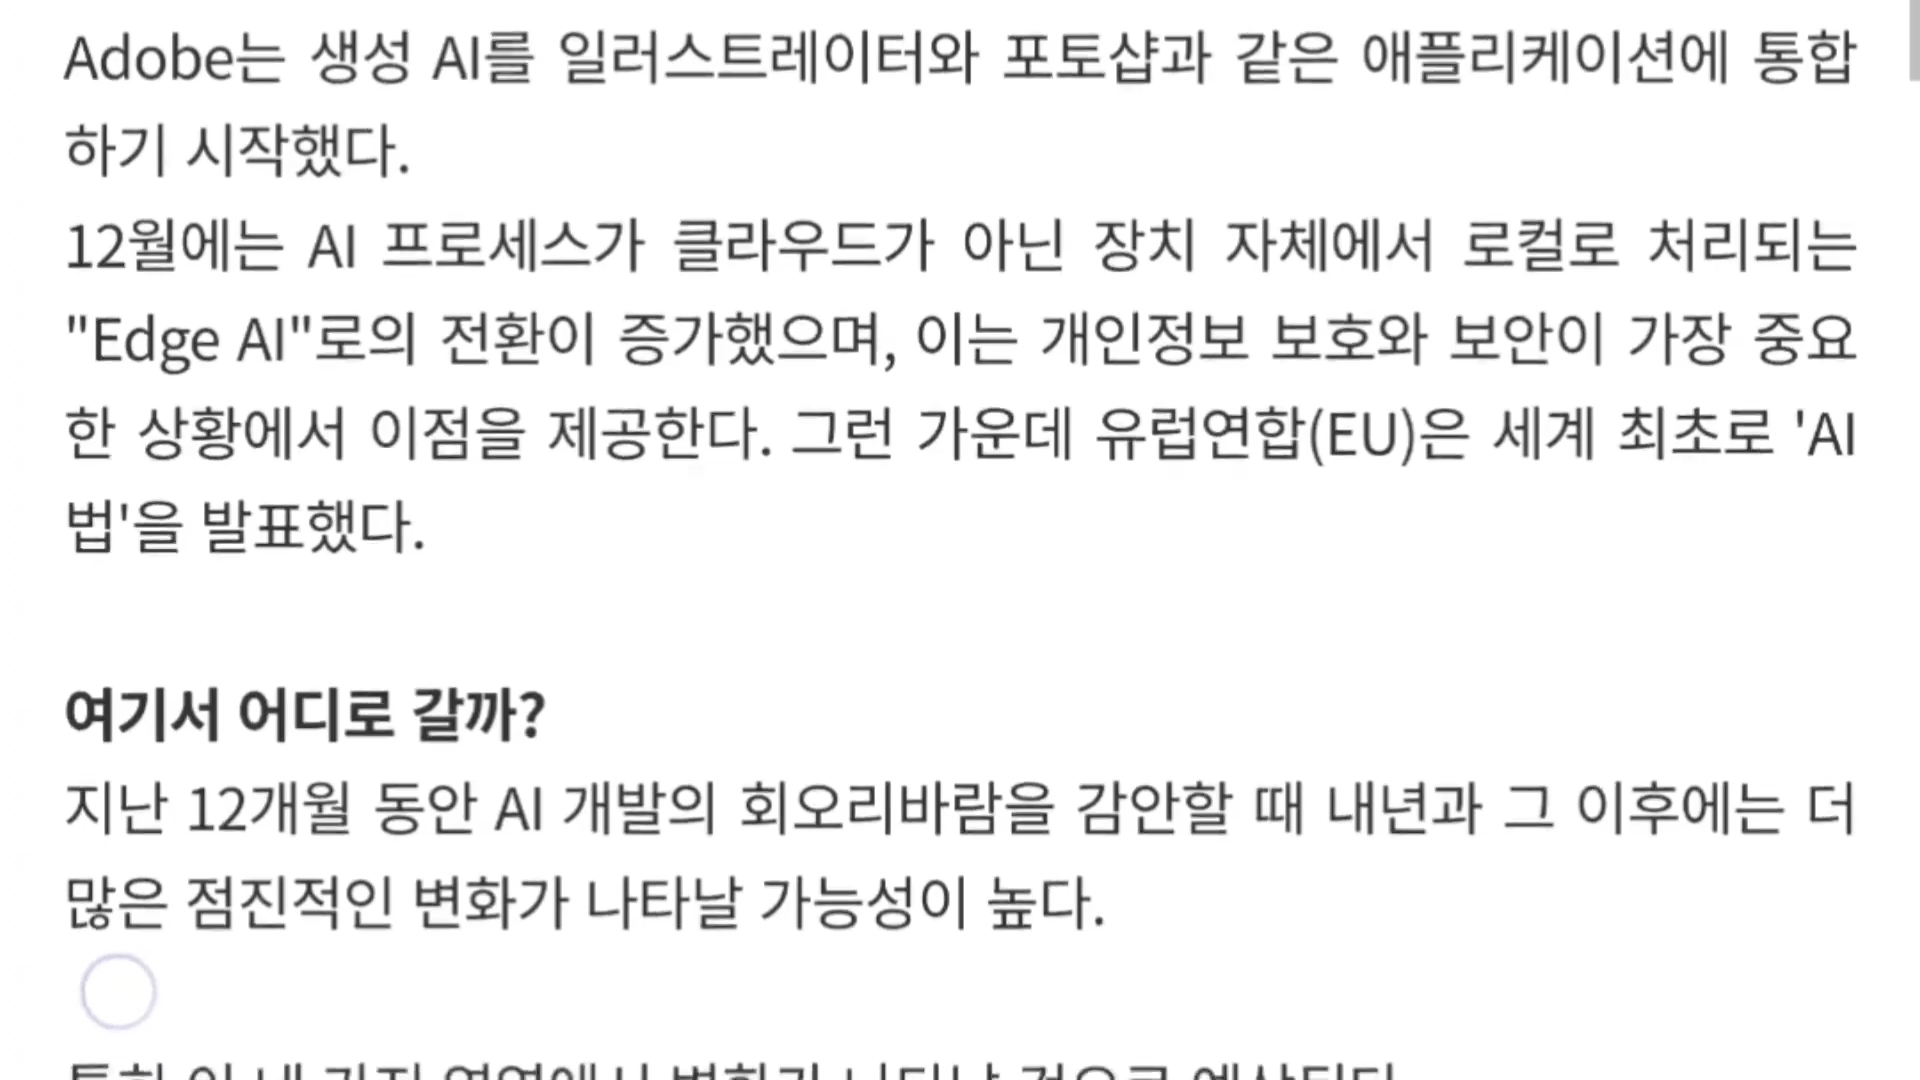 Adobe는 생성 AI를 일러스트레이터와 포토샵과 같은 애플리케이션에 통합
하기 시작했다.
12월에는 AI 프로세스가 클라우드가 아닌 장치 자체에서 로컬로 처리되는
"Edge AI"로의 전환이 증가했으며, 이는 개인정보 보호와 보안이 가장 중요
한 상황에서 이점을 제공한다. 그런 가운데 유럽연합(EU)은 세계 최초로 'AI
법'을 발표했다.
여기서 어디로 갈까?
지난 12개월 동안 AI 개발의 회오리바람을 감안할 때 내년과 그 이후에는 더
많은 점진적인 변화가 나타날 가능성이 높다.